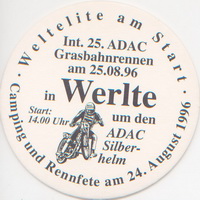 · Weltelite am Start ·
Int. 25. ADAC
Grasbahnrennen
am 25.08.96
in Werlte
Start:
14.00 Uhr
um den
ADAC
Silber-
helm
Camping und Rennfete am 24. August 1996